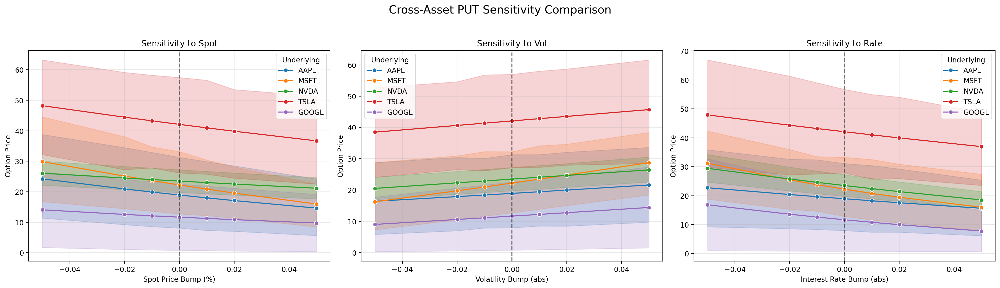 Cross-Asset PUT Sensitivity Comparison
Sensitivity to Spot
Option Price
60
50
40
30
20
10
0
−0.04
−0.02
0.00
0.02
0.04
Spot Price Bump (%)
Underlying
AAPL
MSFT
NVDA
TSLA
GOOGL
Sensitivity to Vol
Option Price
60
50
40
30
20
10
0
−0.04
−0.02
0.00
0.02
0.04
Volatility Bump (abs)
Underlying
AAPL
MSFT
NVDA
TSLA
GOOGL
Sensitivity to Rate
Option Price
70
60
50
40
30
20
10
0
−0.04
−0.02
0.00
0.02
0.04
Interest Rate Bump (abs)
Underlying
AAPL
MSFT
NVDA
TSLA
GOOGL